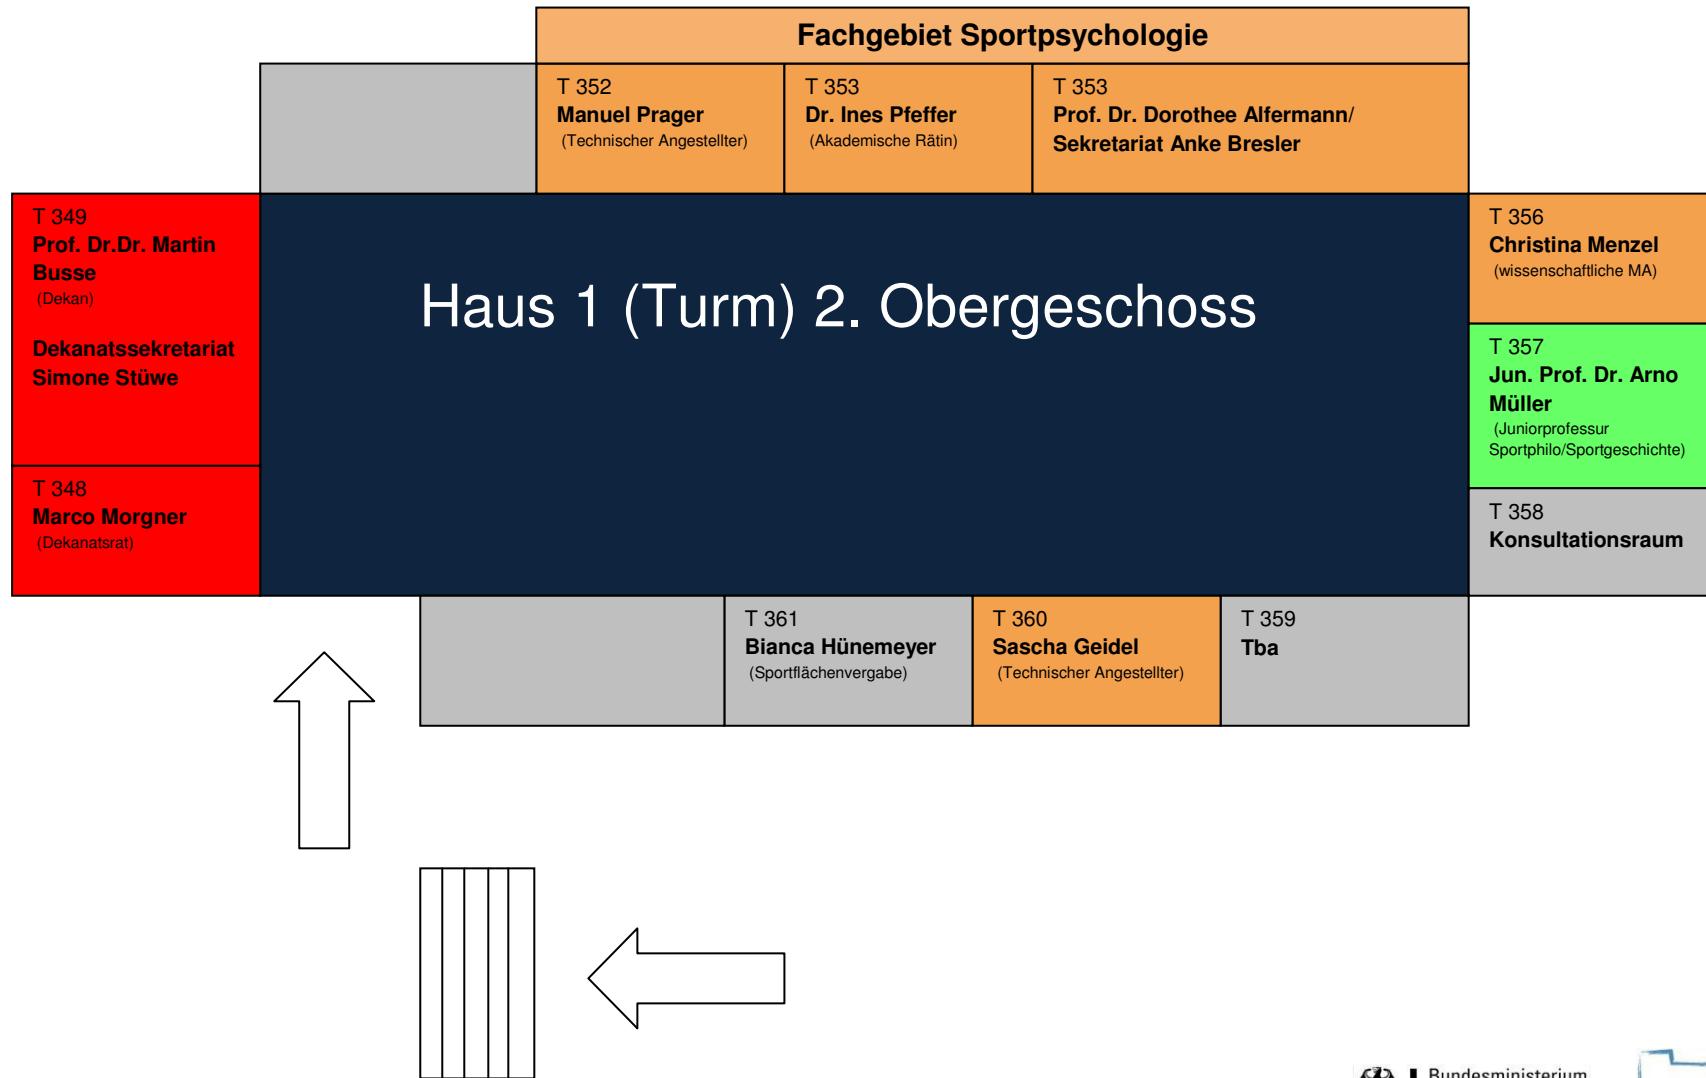 Fachgebiet Sportpsychologie
T 352
Manuel Prager
(Technischer Angestellter)
T 353
Dr. Ines Pfeffer
(Akademische Rätin)
T 353
Prof. Dr. Dorothee Alfermann/
Sekretariat Anke Bresler
T 349
Prof. Dr.Dr. Martin
Busse
(Dekan)
Dekanatssekretariat
Simone Stüwe
T 348
Marco Morgner
(Dekanatsrat)
Haus 1 (Turm) 2. Obergeschoss
T 356
Christina Menzel
(wissenschaftliche MA)
T 357
Jun. Prof. Dr. Arno
Müller
(Juniorprofessur
Sportphilo/Sportgeschichte)
T 358
Konsultationsraum
T 361
Bianca Hünemeyer
(Sportflächenvergabe)
T 360
Sascha Geidel
(Technischer Angestellter)
T 359
Tba
Bundesministerium